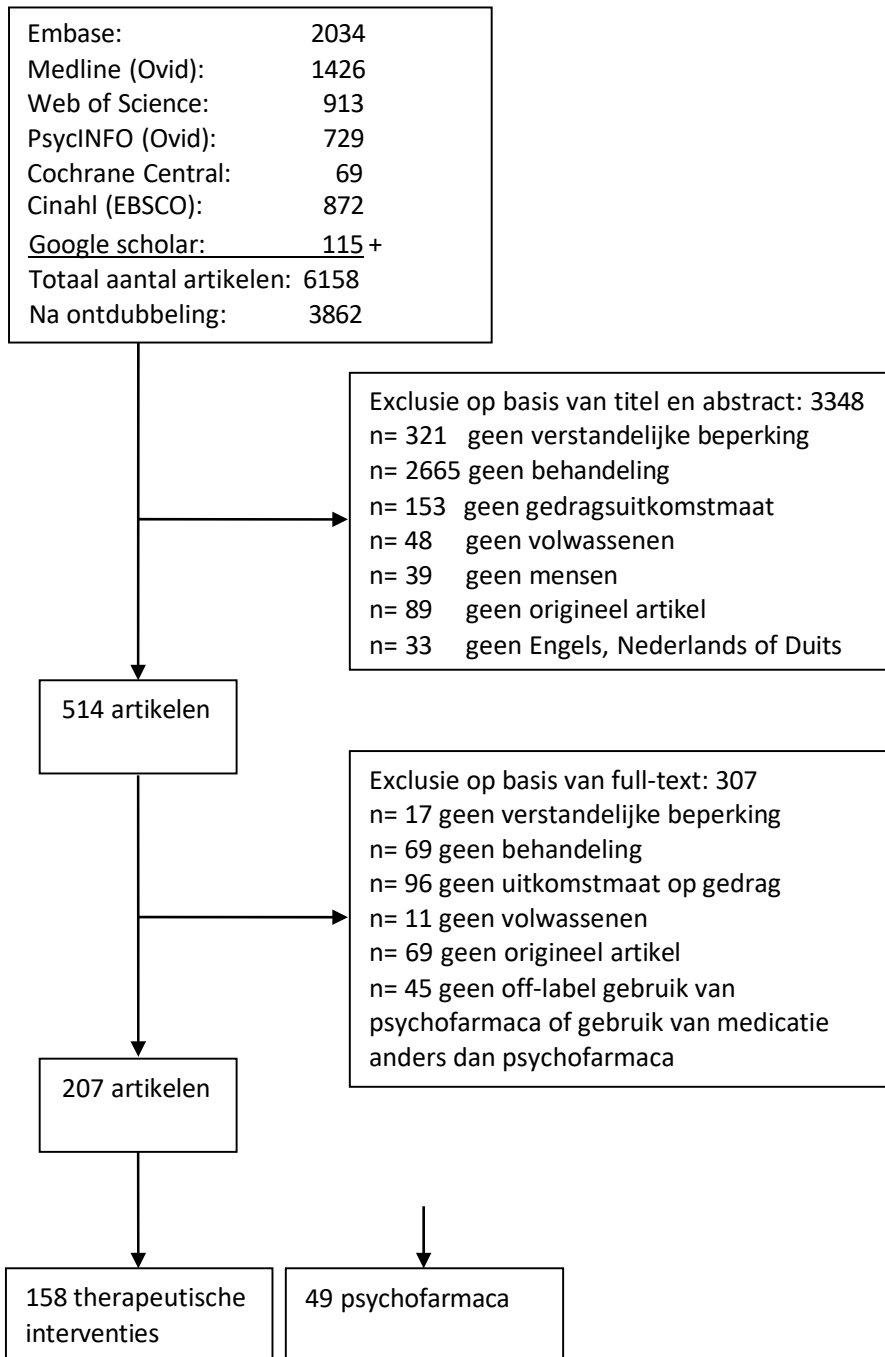 Embase: 2034
Medline (Ovid): 1426
Web of Science: 913
PsycINFO (Ovid): 729
Cochrane Central: 69
Cinahl (EBSCO): 872
Google scholar: 115 +
Totaal aantal artikelen: 6158
Na ontdubbeling: 3862
Exclusie op basis van titel en abstract: 3348
n= 321 geen verstandelijke beperking
n= 2665 geen behandeling
n= 153 geen gedragsuitkomstmaat
n= 48 geen volwassenen
n= 39 geen mensen
n= 89 geen origineel artikel
n= 33 geen Engels, Nederlands of Duits
514 artikelen
Exclusie op basis van full-text: 307
n= 17 geen verstandelijke beperking
n= 69 geen behandeling
n= 96 geen uitkomstmaat op gedrag
n= 11 geen volwassenen
n= 69 geen origineel artikel
n= 45 geen off-label gebruik van
psychofarmaca of gebruik van medicatie
anders dan psychofarmaca
207 artikelen
158 therapeutische
interventies
49 psychofarmaca